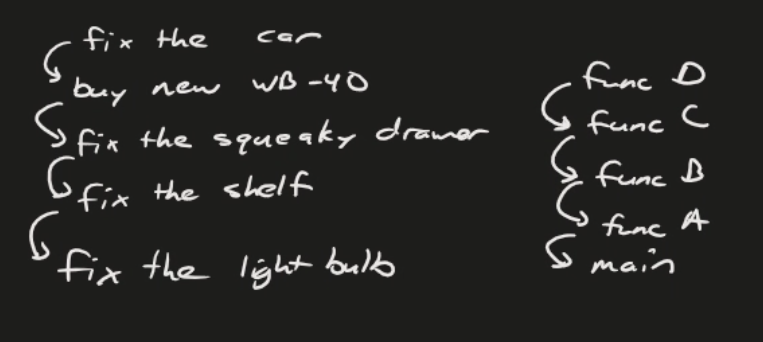 fix the car
buy new WB-40
fix the squeaky drawer
fix the shelf
fix the light bulb
func D
func C
func B
func A
main